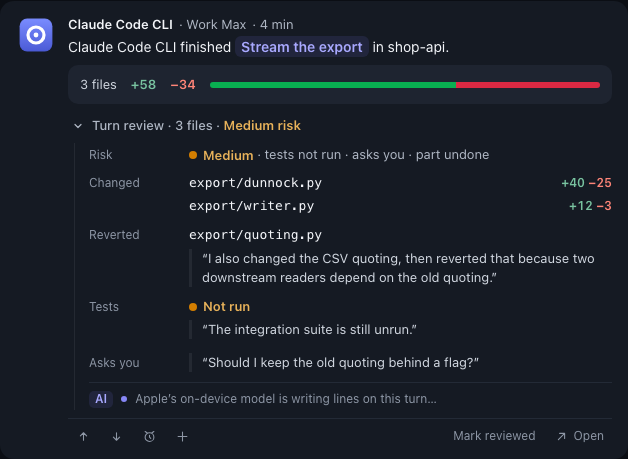 Claude Code CLI · Work Max · 4 min
Claude Code CLI finished Stream the export in shop-api.
3 files +58 −34
Turn review · 3 files · Medium risk
Risk Medium · tests not run · asks you · part undone
Changed export/dunnock.py +40 −25
export/writer.py +12 −3
Reverted export/quoting.py
“I also changed the CSV quoting, then reverted that because two
downstream readers depend on the old quoting.”
Tests Not run
“The integration suite is still unrun.”
Asks you “Should I keep the old quoting behind a flag?”
AI Apple’s on-device model is writing lines on this turn…
Mark reviewed Open